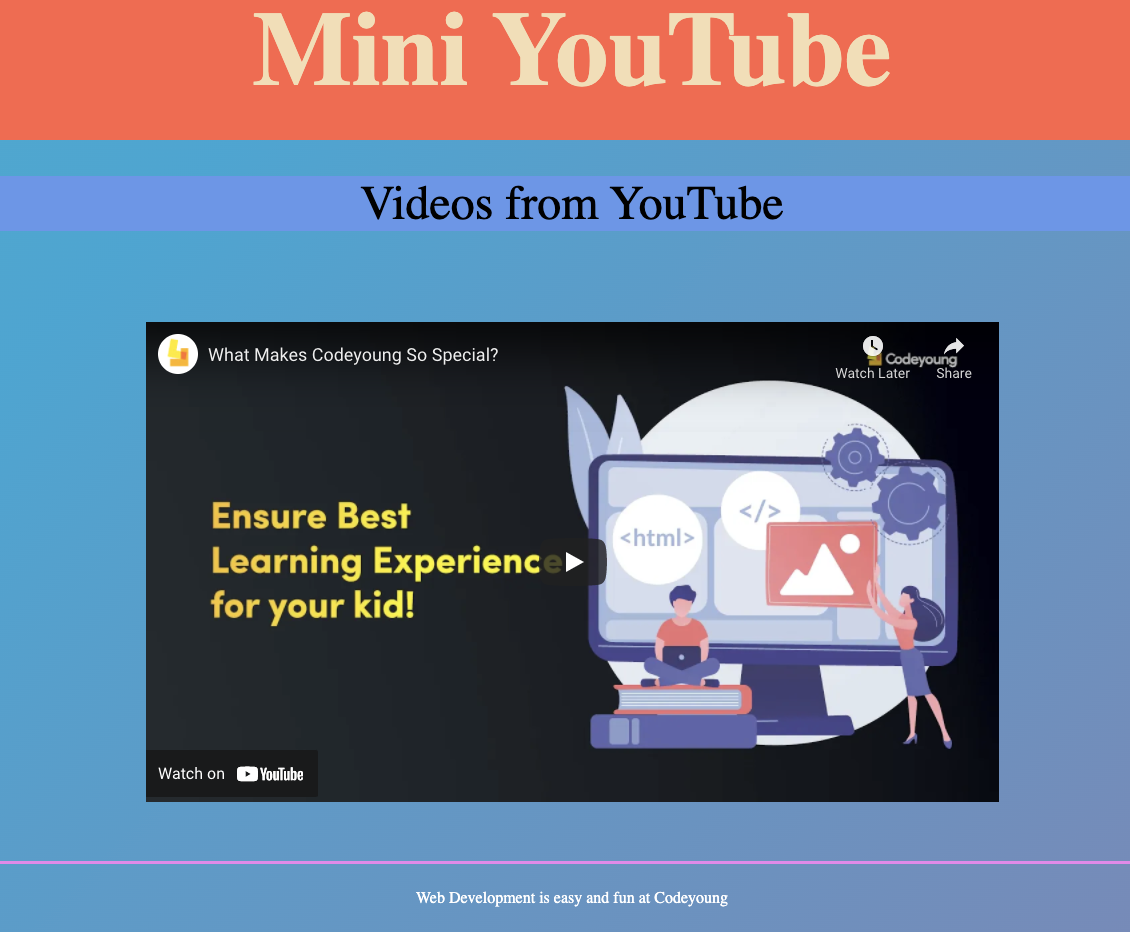 Mini YouTube
Videos from YouTube
What Makes Codeyoung So Special?
Codeyoung
Watch Later
Share
Ensure Best
Learning Experience
for your kid!
<html>
</>
Watch on YouTube
Web Development is easy and fun at Codeyoung